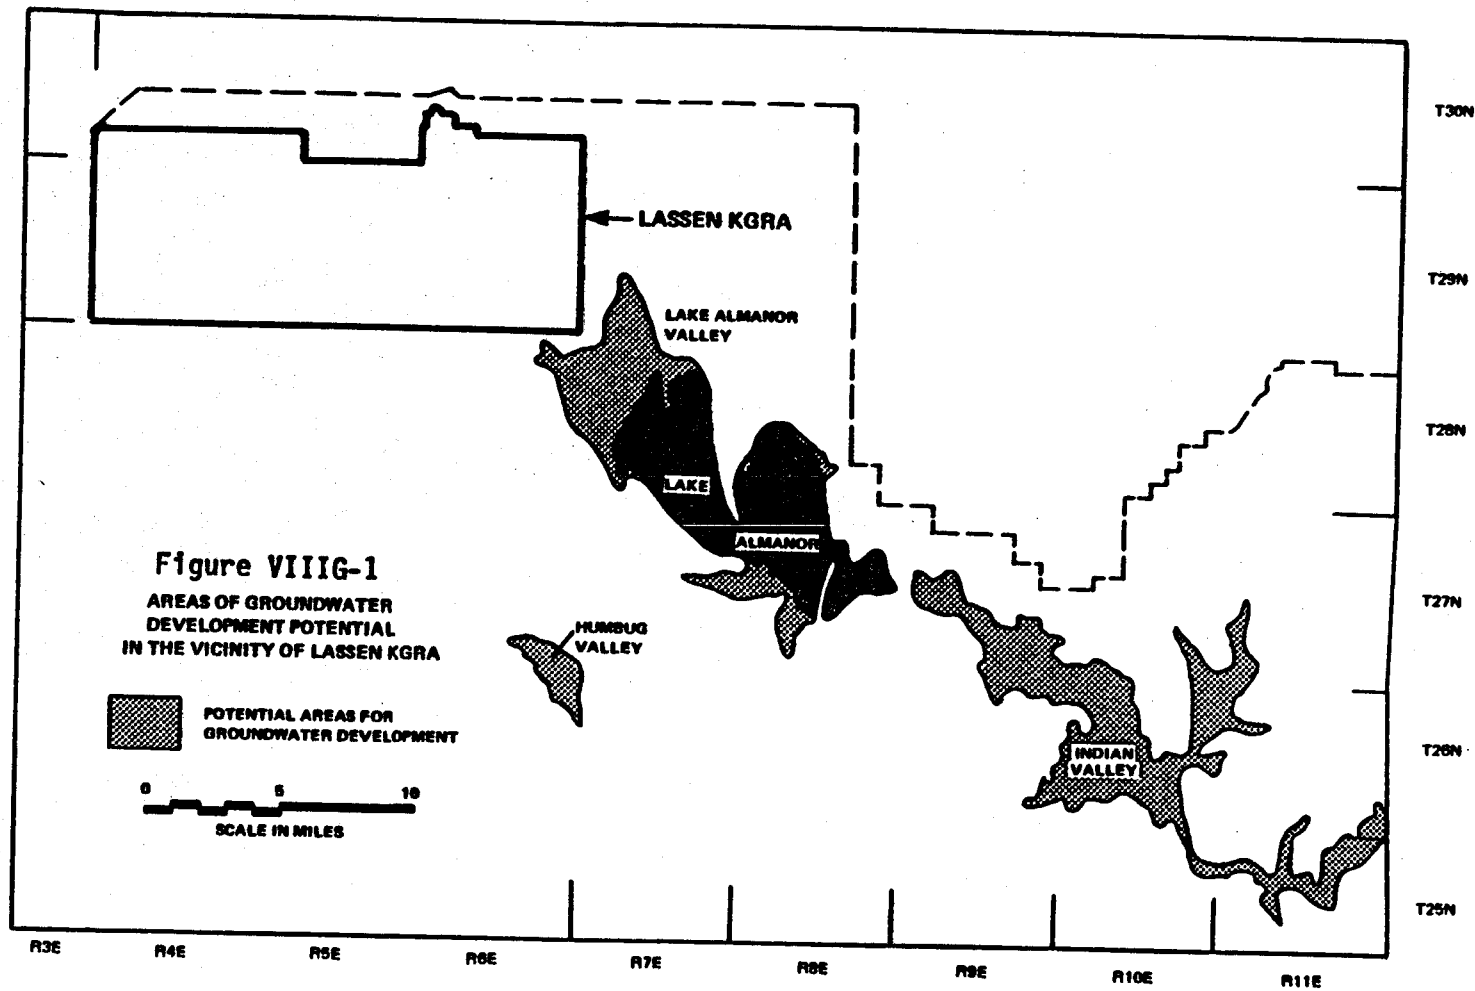 T30N
LASSEN KGRA
T29N
LAKE ALMANOR
VALLEY
T28N
LAKE
ALMANOR
Figure VIIIG-1
AREAS OF GROUNDWATER
DEVELOPMENT POTENTIAL
IN THE VICINITY OF LASSEN KGRA
T27N
HUMBUG
VALLEY
POTENTIAL AREAS FOR
GROUNDWATER DEVELOPMENT
INDIAN
VALLEY
T26N
0 5 10
SCALE IN MILES
T25N
R3E R4E R5E R6E R7E R8E R9E R10E R11E